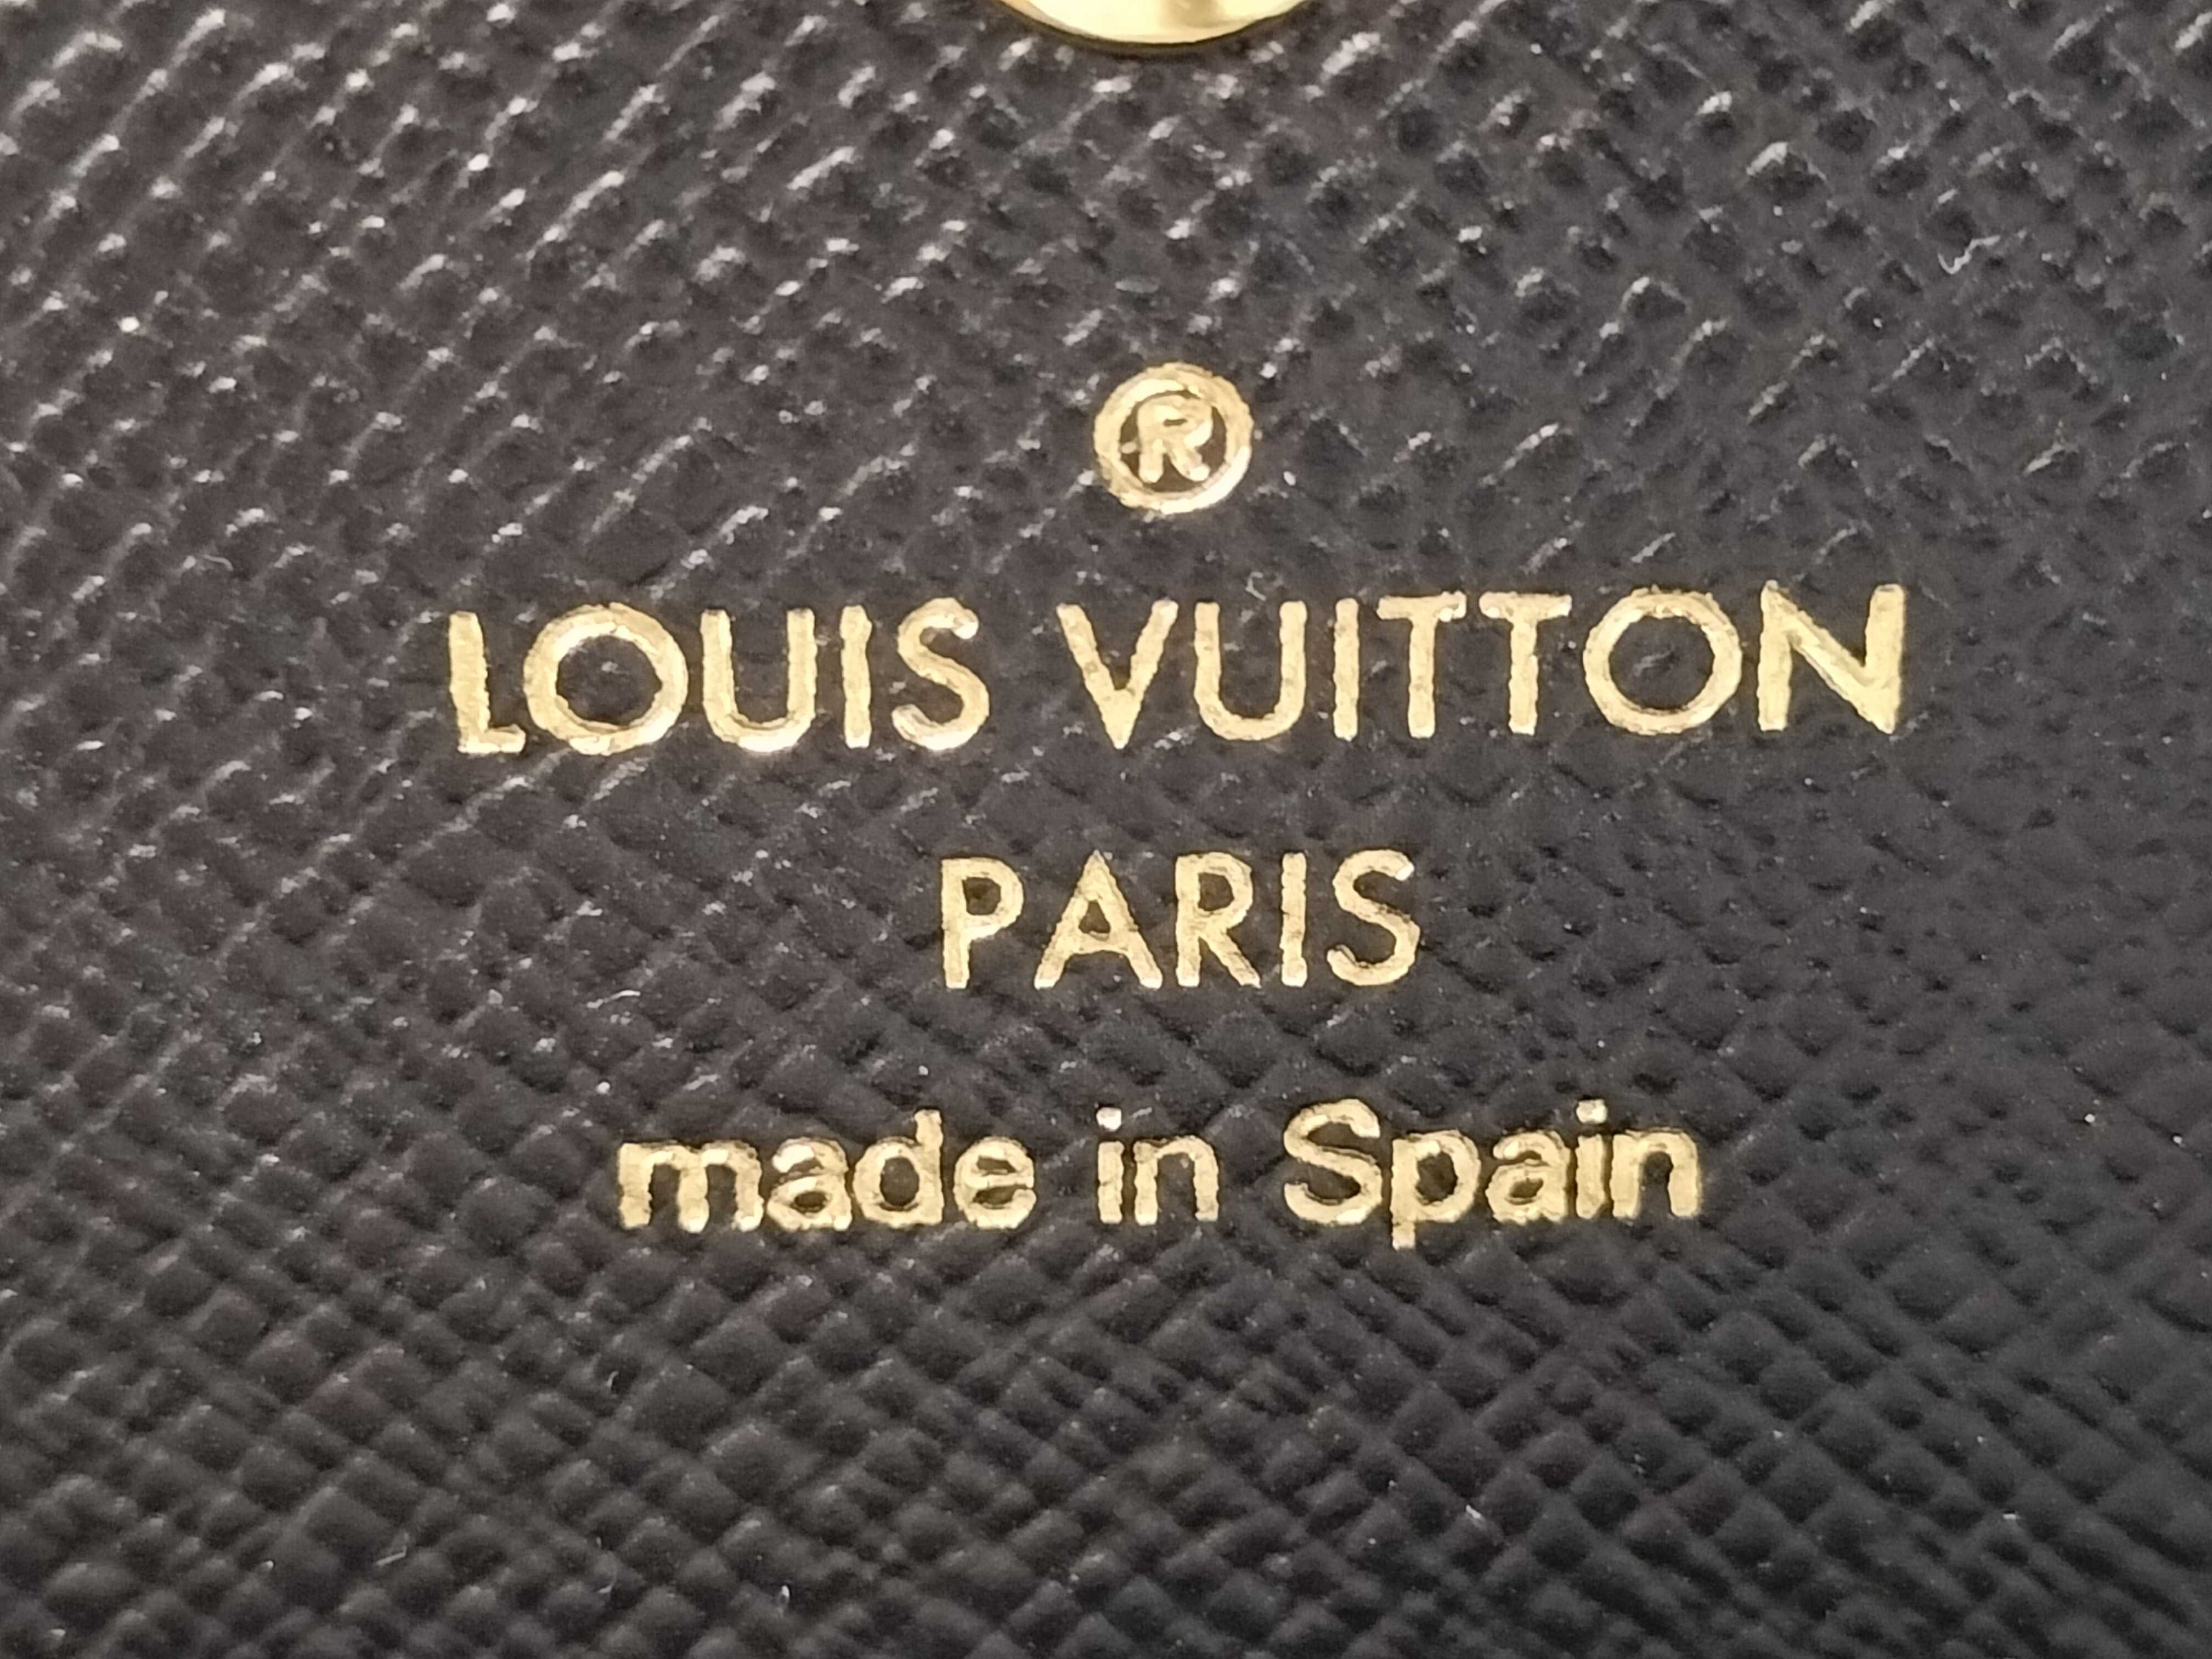 ®
LOUIS VUITTON
PARIS
made in Spain